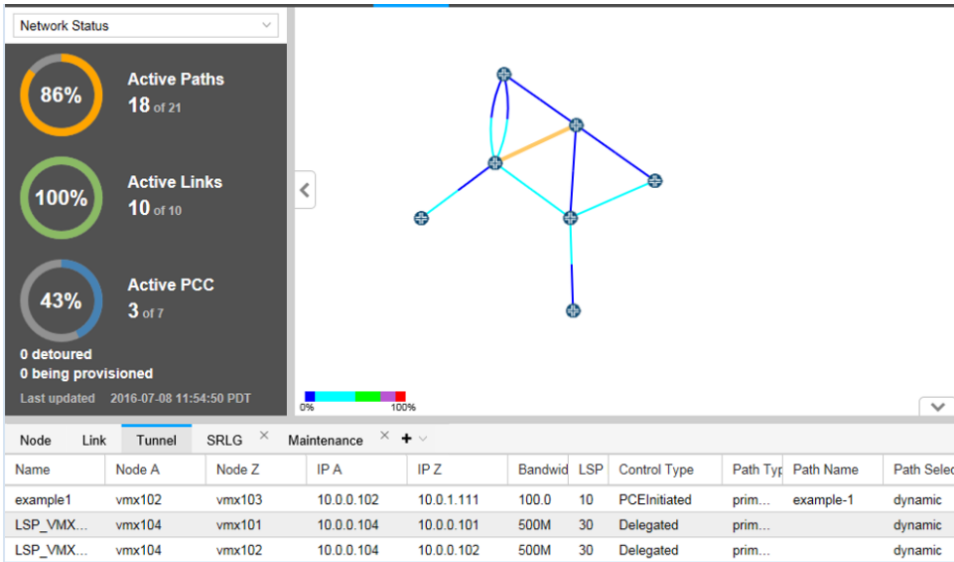 Network Status
86%
Active Paths
18 of 21
100%
Active Links
10 of 10
43%
Active PCC
3 of 7
0 detoured
0 being provisioned
Last updated 2016-07-08 11:54:50 PDT
0% 100%
Node Link Tunnel SRLG × Maintenance × +
Name Node A Node Z IP A IP Z Bandwid LSP Control Type Path Typ Path Name Path Selec
example1 vmx102 vmx103 10.0.0.102 10.0.1.111 100.0 10 PCEInitiated prim... example-1 dynamic
LSP_VMX... vmx104 vmx101 10.0.0.104 10.0.0.101 500M 30 Delegated prim... dynamic
LSP_VMX... vmx104 vmx102 10.0.0.104 10.0.0.102 500M 30 Delegated prim... dynamic